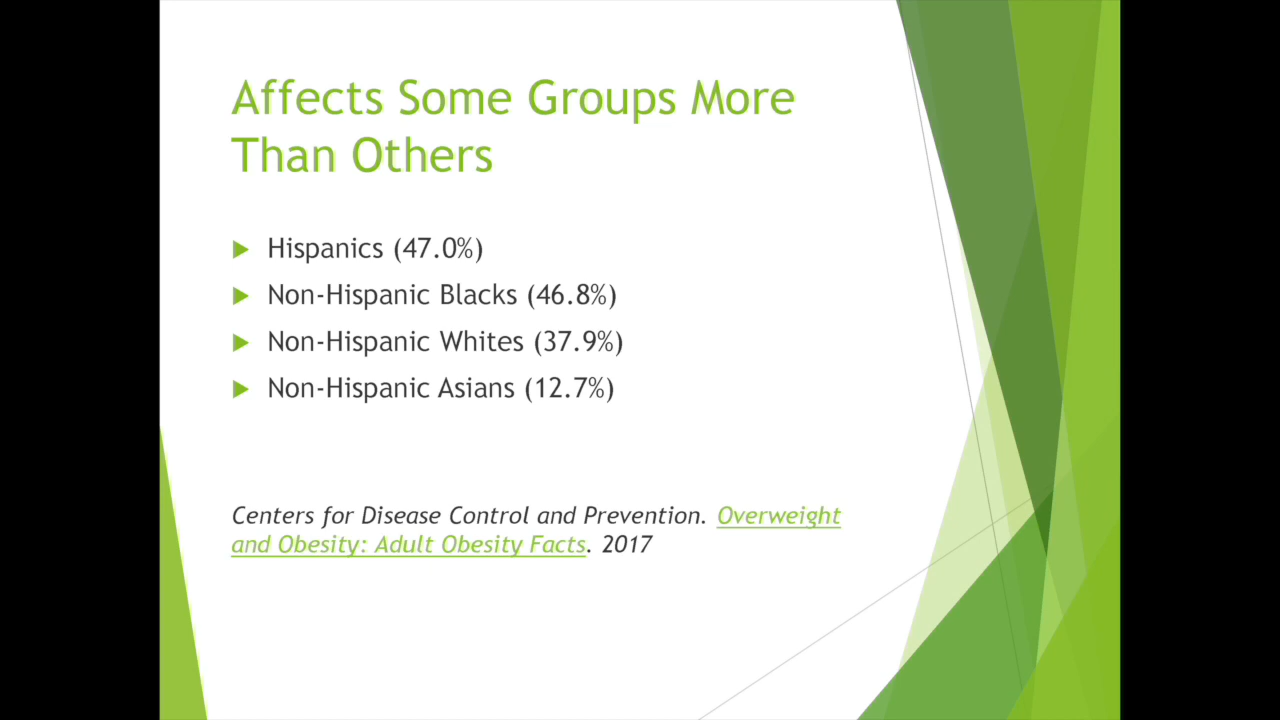 Affects Some Groups More
Than Others
Hispanics (47.0%)
Non-Hispanic Blacks (46.8%)
Non-Hispanic Whites (37.9%)
Non-Hispanic Asians (12.7%)
Centers for Disease Control and Prevention. Overweight
and Obesity: Adult Obesity Facts. 2017